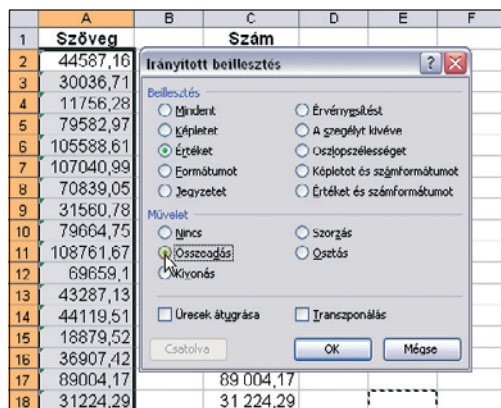 A B C D E F
1 Szöveg Szám
2 44587,16
3 30036,71
4 11756,28
5 79582,97
6 105588,61
7 107040,99
8 70839,05
9 31560,78
10 79664,75
11 108761,67
12 69659,1
13 43287,13
14 44119,51
15 18879,52
16 36907,42
17 89004,17 89 004,17
18 31224,29 31 224,29
Irányított beillesztés
Beillesztés
Mindent Érvényesítést
Képletet A szegélyt kivéve
Értéket Oszlopszélességet
Formátumot Képletet és számformátumot
Jegyzetet Értéket és számformátumot
Művelet
Nincs Szorzás
Összeadás Osztás
Kivonás
Üresek átugrása Transzponálás
Csatolva OK Mégse